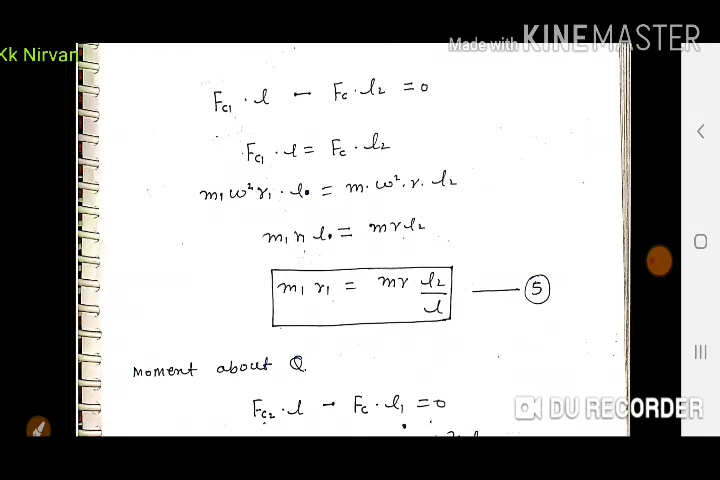 Made with KINEMASTER
Kk Nirvan
Fc1 · l - Fc · l2 = 0
Fc1 · l = Fc · l2
m1 ω² r1 · l = m · ω² · r · l2
m1 r1 l = m r l2
m1 r1 = m r l2/l — 5
Moment about Q.
Fc2 · l - Fc · l1 = 0
DU RECORDER